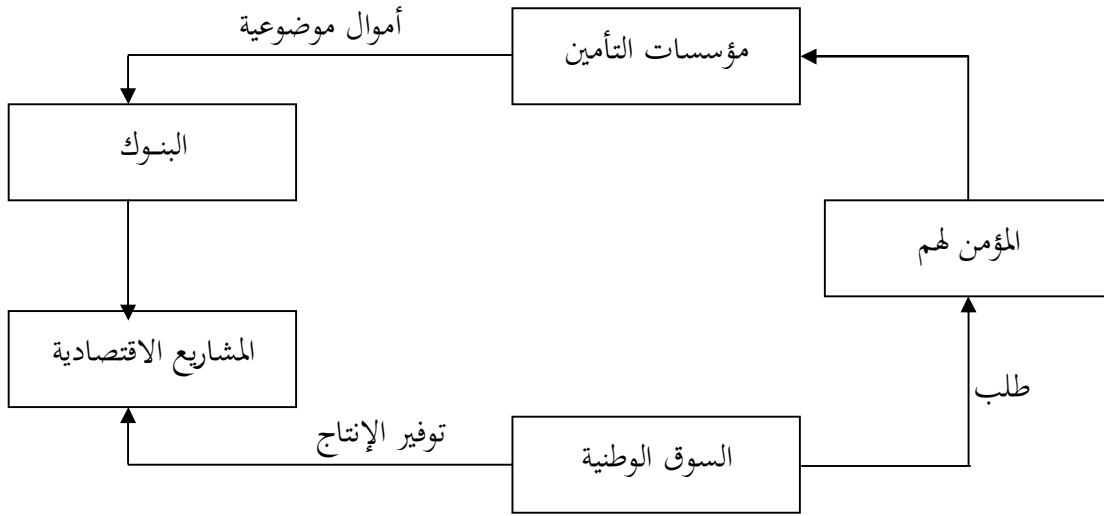 أموال موضوعية
مؤسسات التأمين
البنوك
المؤمن لهم
المشاريع الاقتصادية
طلب
توفير الإنتاج
السوق الوطنية